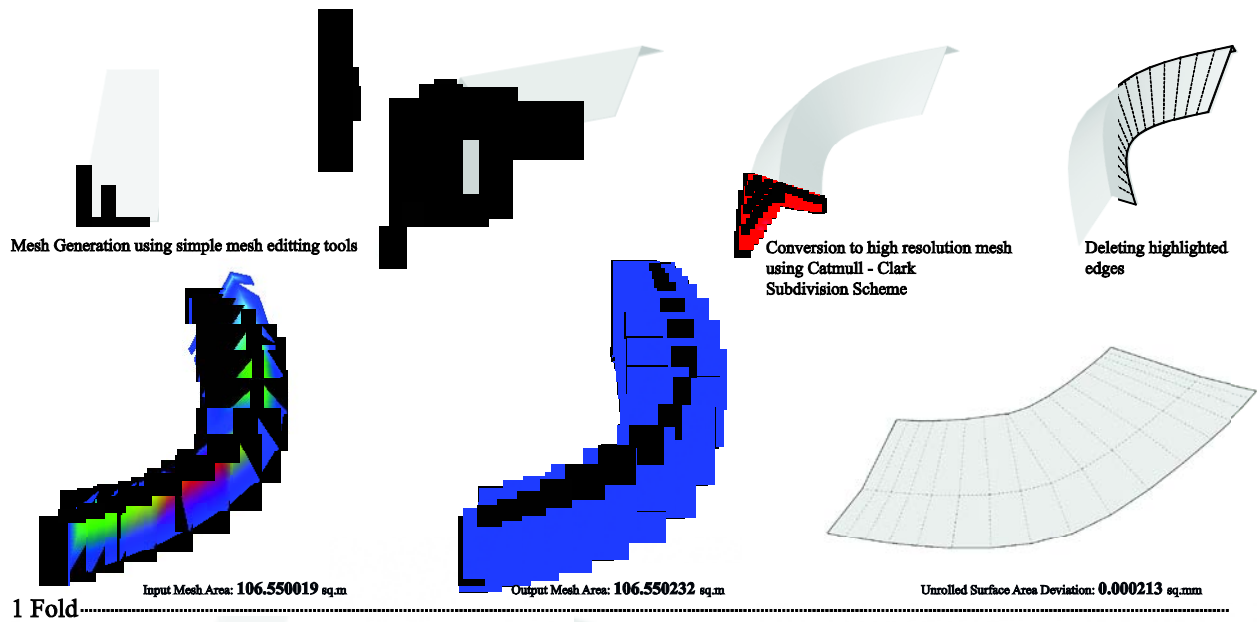 Mesh Generation using simple mesh editting tools
Conversion to high resolution mesh
using Catmull - Clark
Subdivision Scheme
Deleting highlighted
edges
Input Mesh Area: 106.550019 sq.m
Output Mesh Area: 106.550232 sq.m
Unrolled Surface Area Deviation: 0.000213 sq.mm
1 Fold